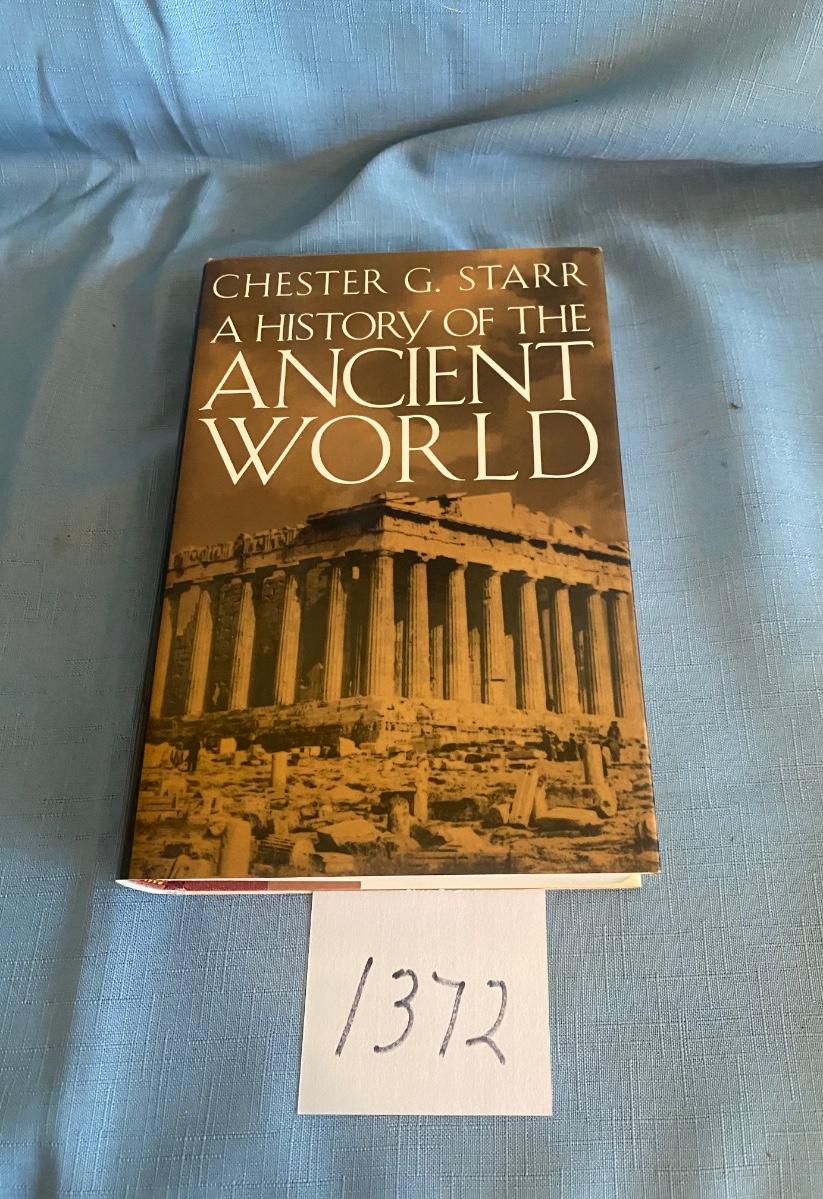 CHESTER G. STARR
A HISTORY OF THE
ANCIENT
WORLD
1372